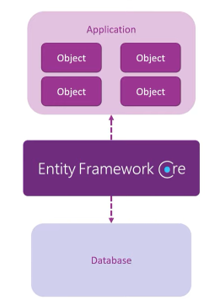 Application
Object Object
Object Object
Entity Framework Core
Database